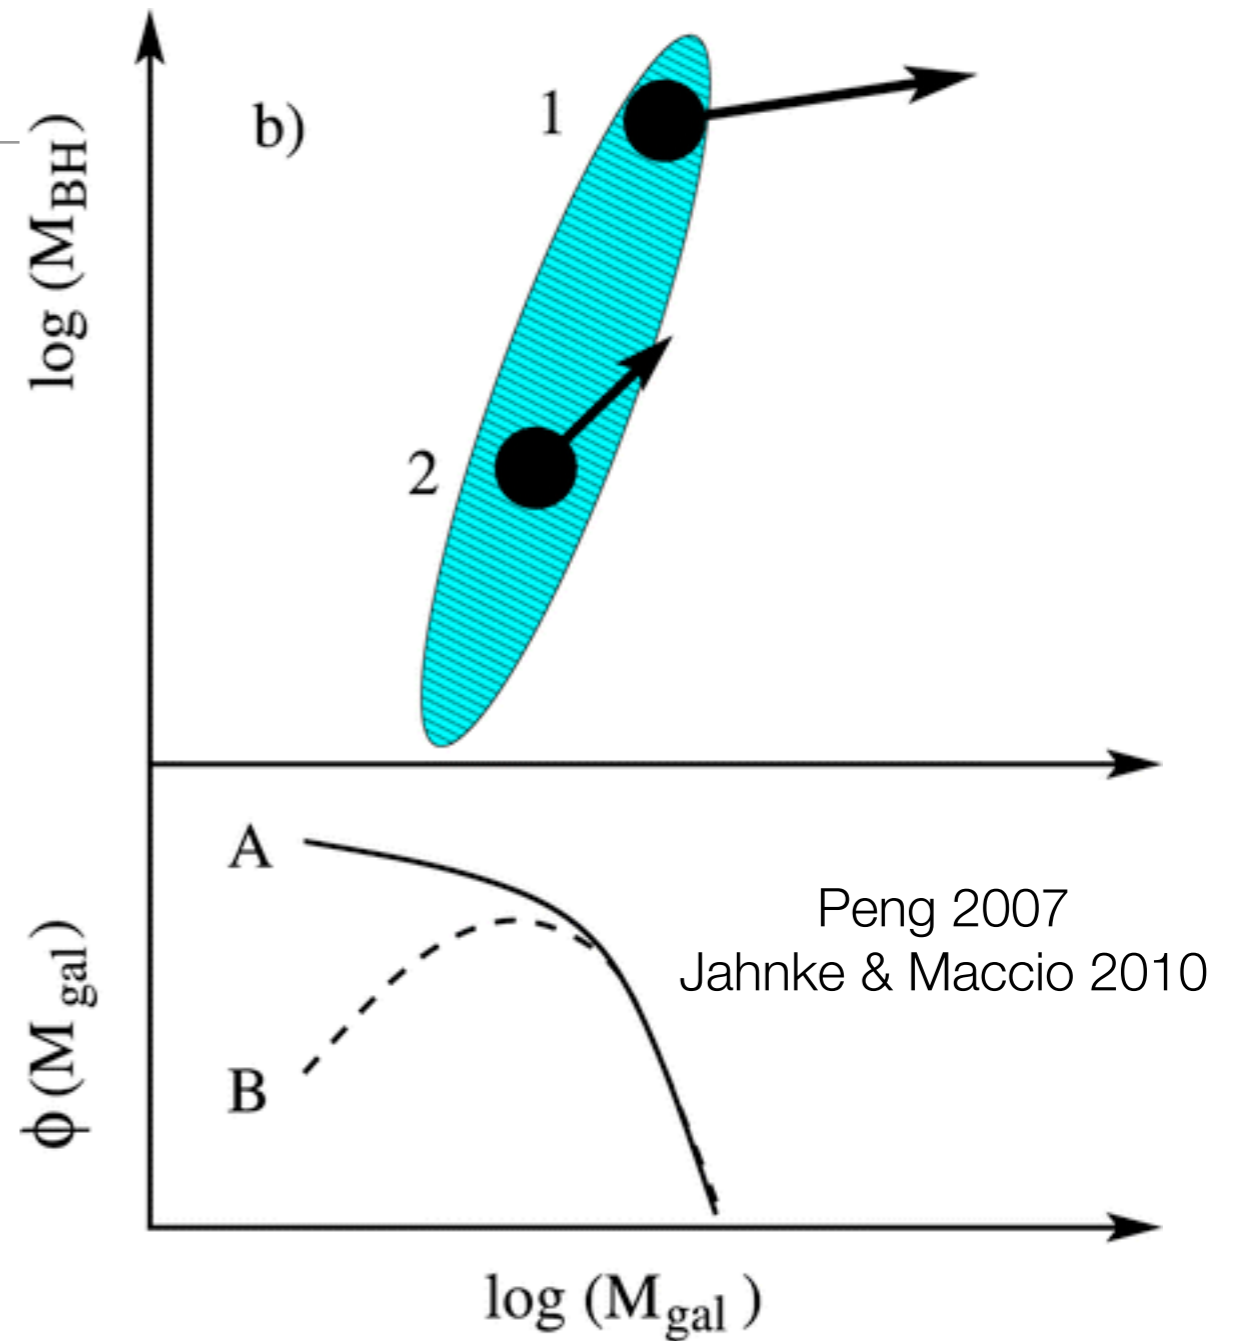 b)
1
2
log (M_BH)
A
B
Peng 2007
Jahnke & Maccio 2010
ϕ (M_gal)
log (M_gal )